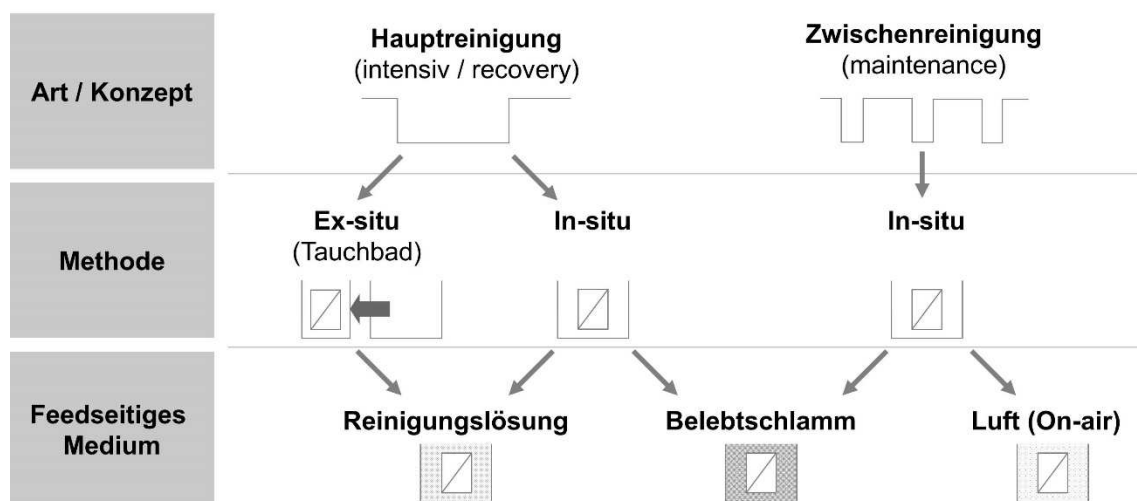 Art / Konzept
Hauptreinigung
(intensiv / recovery)
Zwischenreinigung
(maintenance)
Methode
Ex-situ
(Tauchbad)
In-situ
In-situ
Feedseitiges
Medium
Reinigungslösung
Belebtschlamm
Luft (On-air)